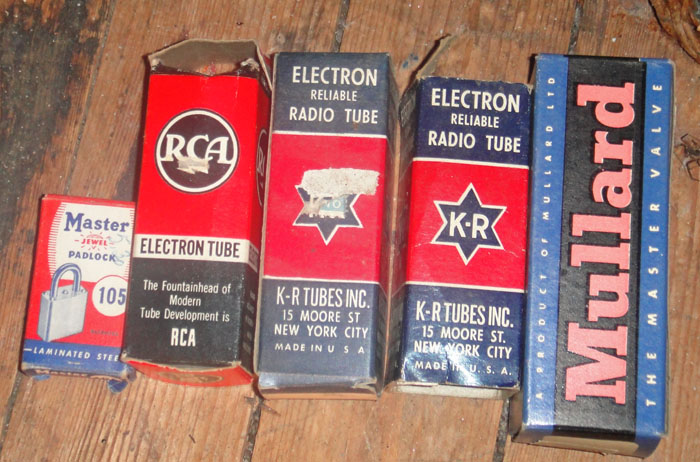 Master
JEWEL
PADLOCK
105
LAMINATED STEEL
RCA
ELECTRON TUBE
The Fountainhead of
Modern
Tube Development is
RCA
RCA
ELECTRON
RELIABLE
RADIO TUBE
K-R TUBES INC.
15 MOORE ST
NEW YORK CITY
MADE IN U S A
ELECTRON
RELIABLE
RADIO TUBE
K-R
K-R TUBES INC.
15 MOORE ST.
NEW YORK CITY
MADE IN U. S. A.
A PRODUCT OF MULLARD LTD
Mullard
THE MASTER VALVE